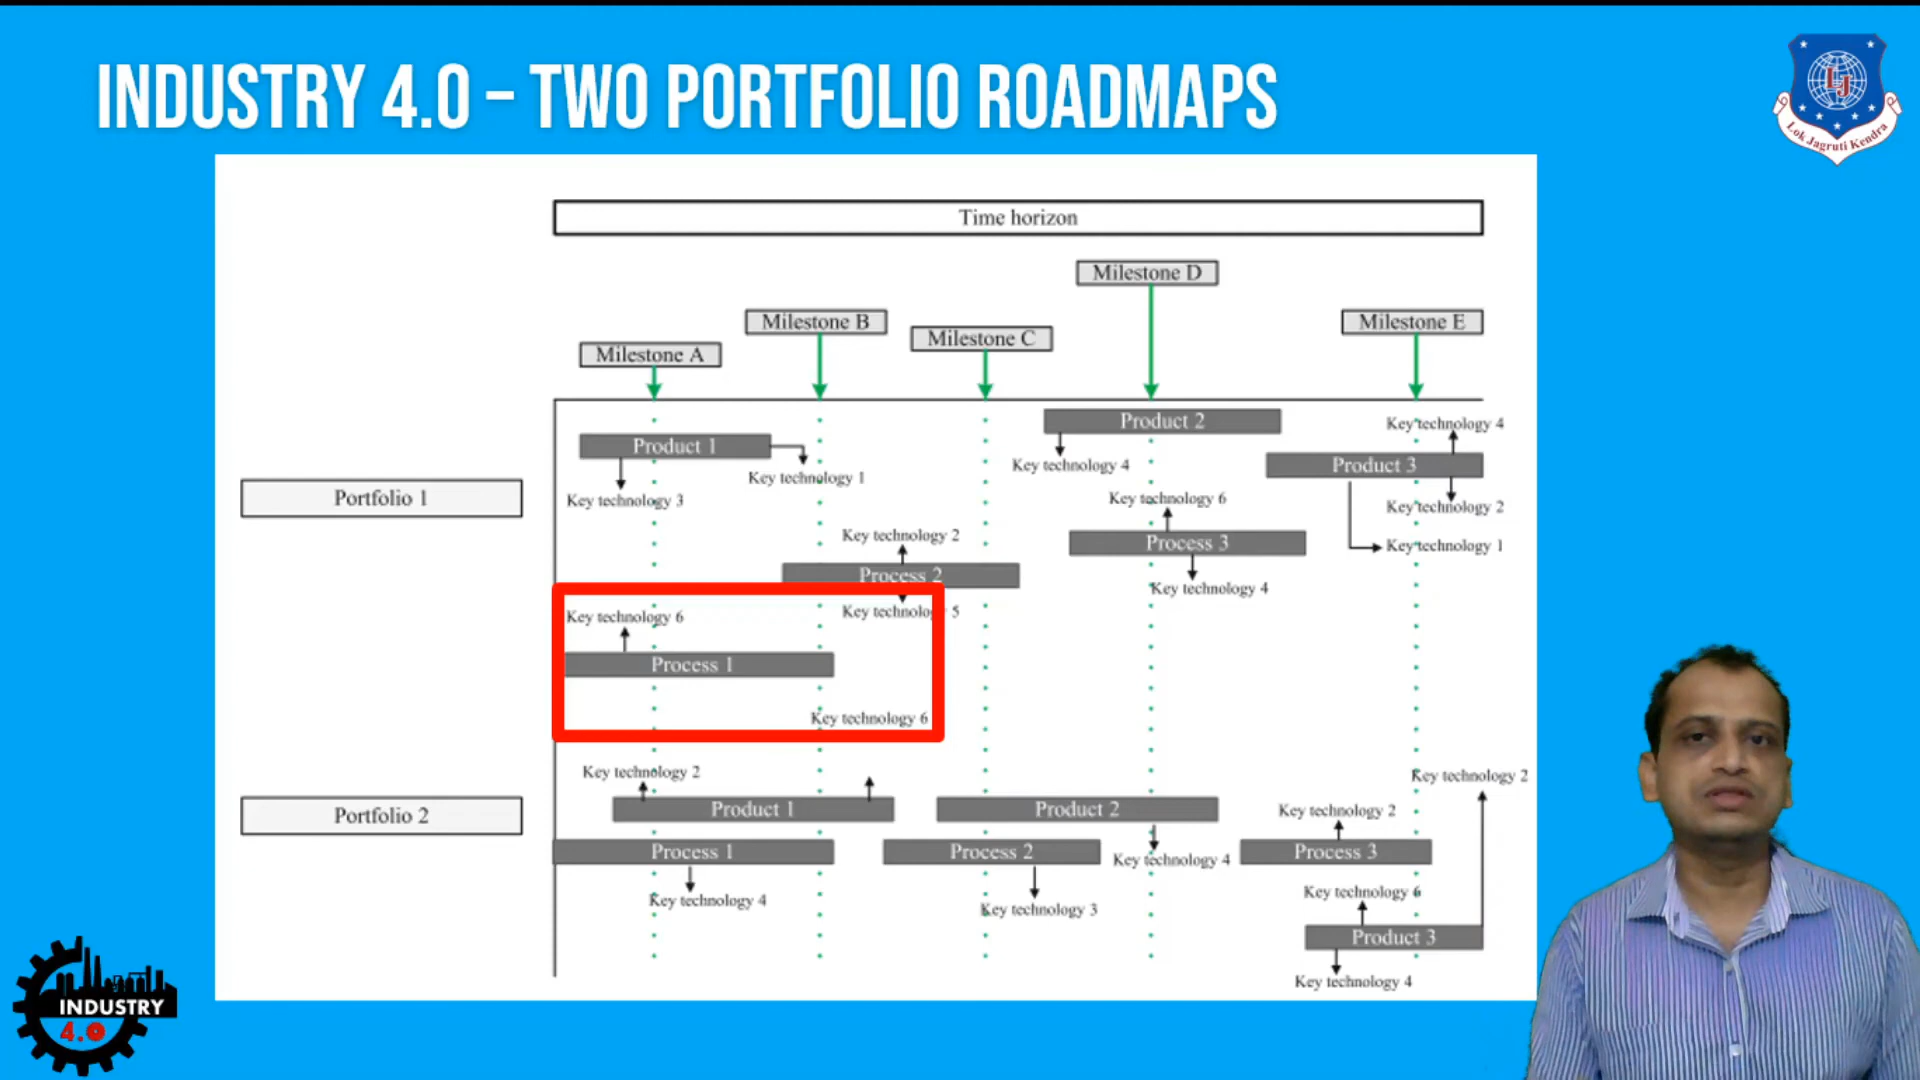 INDUSTRY 4.0 – TWO PORTFOLIO ROADMAPS
LJ
Lok Jagruti Kendra
Time horizon
Milestone D
Milestone B
Milestone E
Milestone C
Milestone A
Product 2
Key technology 4
Product 1
Key technology 4
Product 3
Key technology 1
Portfolio 1
Key technology 3
Key technology 6
Key technology 2
Key technology 2
Process 3
Key technology 1
Process 2
Key technology 4
Key technology 6
Key technology 5
Process 1
Key technology 6
Key technology 2
Key technology 2
Portfolio 2
Product 1
Product 2
Key technology 2
Process 1
Process 2
Key technology 4
Process 3
Key technology 4
Key technology 3
Key technology 6
Product 3
Key technology 4
INDUSTRY
4.0